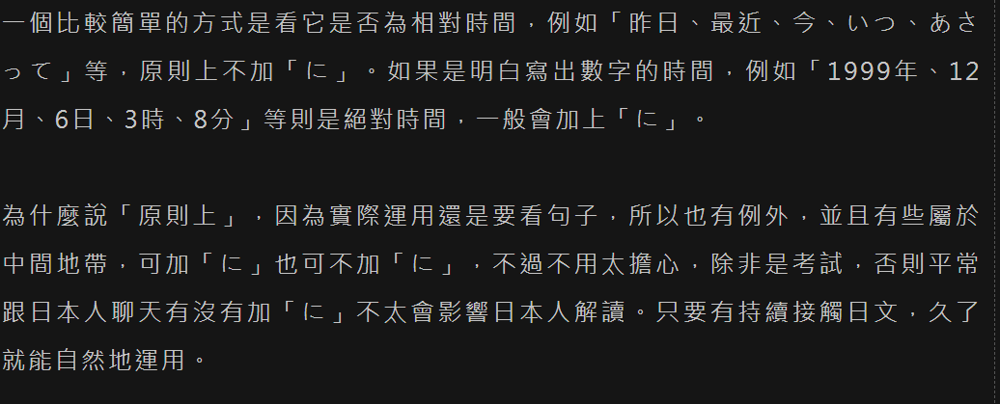 一個比較簡單的方式是看它是否為相對時間，例如「昨日、最近、今、いつ、あさ
って」等，原則上不加「に」。如果是明白寫出數字的時間，例如「1999年、12
月、6日、3時、8分」等則是絕對時間，一般會加上「に」。
為什麼說「原則上」，因為實際運用還是要看句子，所以也有例外，並且有些屬於
中間地帶，可加「に」也可不加「に」，不過不用太擔心，除非是考試，否則平常
跟日本人聊天有沒有加「に」不太會影響日本人解讀。只要有持續接觸日文，久了
就能自然地運用。